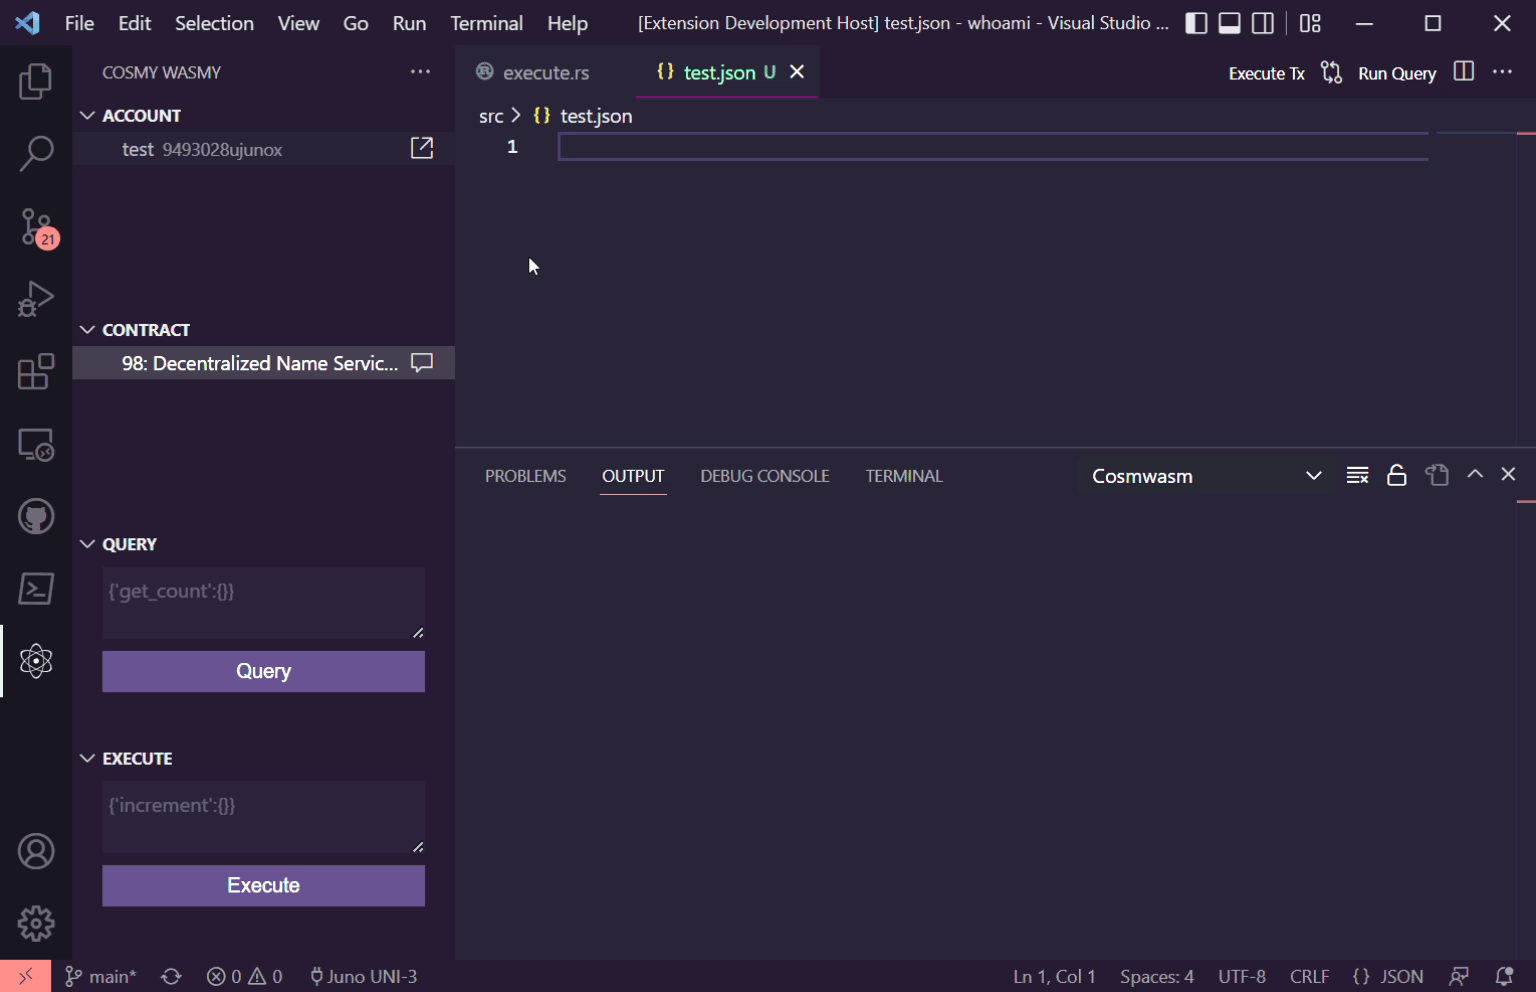 File Edit Selection View Go Run Terminal Help [Extension Development Host] test.json - whoami - Visual Studio ...
COSMY WASMY ···
ACCOUNT
test 9493028ujunox
21
CONTRACT
98: Decentralized Name Servic...
QUERY
{'get_count':{}}
Query
EXECUTE
{'increment':{}}
Execute
execute.rs {} test.json U Execute Tx Run Query ···
src > {} test.json
1
PROBLEMS OUTPUT DEBUG CONSOLE TERMINAL Cosmwasm
main* 0 0 Juno UNI-3 Ln 1, Col 1 Spaces: 4 UTF-8 CRLF {} JSON